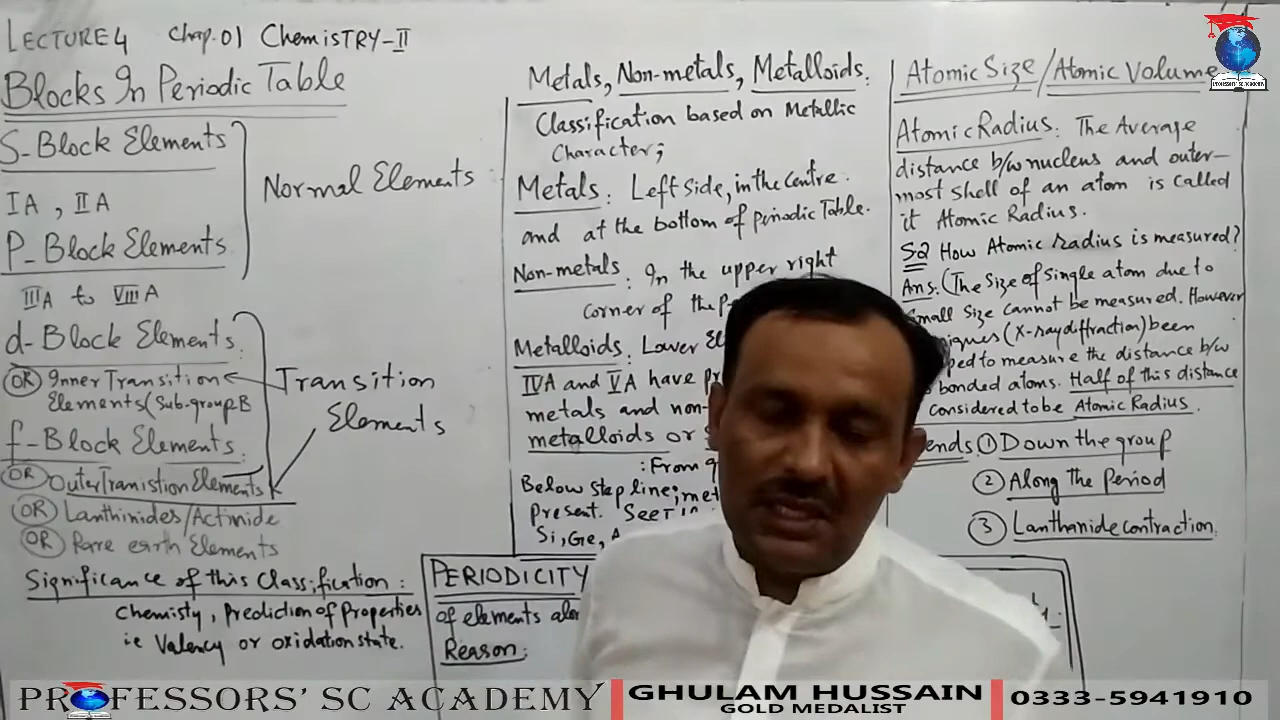 LECTURE 4 Chap.01 ChemisTRY-II
Blocks In Periodic Table
S-Block Elements
IA, IIA
P-Block Elements
IIIA to VIIIA
Normal Elements
d-Block Elements.
(OR) Inner Transition
Elements (Sub-group B
f-Block Elements.
(OR) Outer Tramistion Elements
(OR) Lanthinides/Actinide
(OR) Rare earth Elements
Transition
Elements
Significance of this Classification:
Chemisty, Prediction of Properties
ie Valency or oxidation state.
Metals, Non-metals, Metalloids.
Classification based on Metallic
Character;
Metals: Left Side, in the Centre.
and at the bottom of periodic Table.
Non-metals: In the upper right
corner of the
Metalloids: Lower
IVA and VA have
metals and non-
metalloids or
:From
Below Step line;
present. See
Si, Ge,
PERIODICITY
of elements
Reason:
Atomic Size/Atomic Volume
Atomic Radius: The Average
distance b/w nucleus and outer-
most shell of an atom is called
it Atomic Radius.
SQ How Atomic radius is measured?
Ans. (The Size of Single atom due to
Small Size cannot be measured. However
(X-ray diffraction) been
to measure the distance b/w
bonded atoms. Half of this distance
considered to be Atomic Radius.
① Down the group
② Along The Period
③ Lanthanide contraction.
PROFESSORS' SC ACADEMY
PROFESSORS' SC ACADEMY
GHULAM HUSSAIN
GOLD MEDALIST
0333-5941910